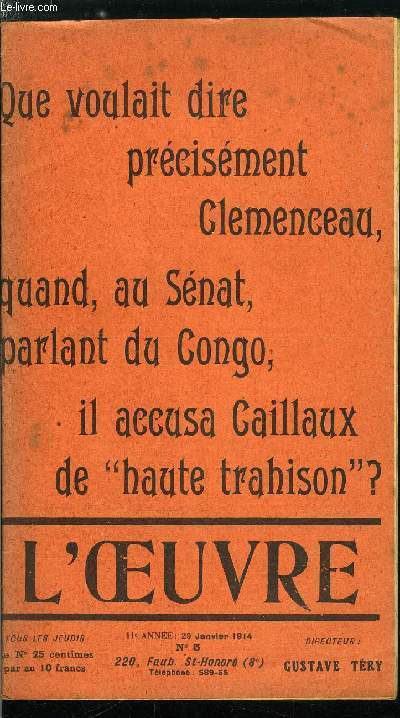 Le-livre.com
Que voulait dire
précisément
Clemenceau,
quand, au Sénat,
parlant du Congo,
il accusa Caillaux
de "haute trahison"?
L'ŒUVRE
TOUS LES JEUDIS
Le N° 25 centimes
par an 10 francs
11e ANNÉE: 29 Janvier 1914
N° 5
220, Faub. St-Honoré (8e)
Téléphone: 589-55
DIRECTEUR:
GUSTAVE TÉRY